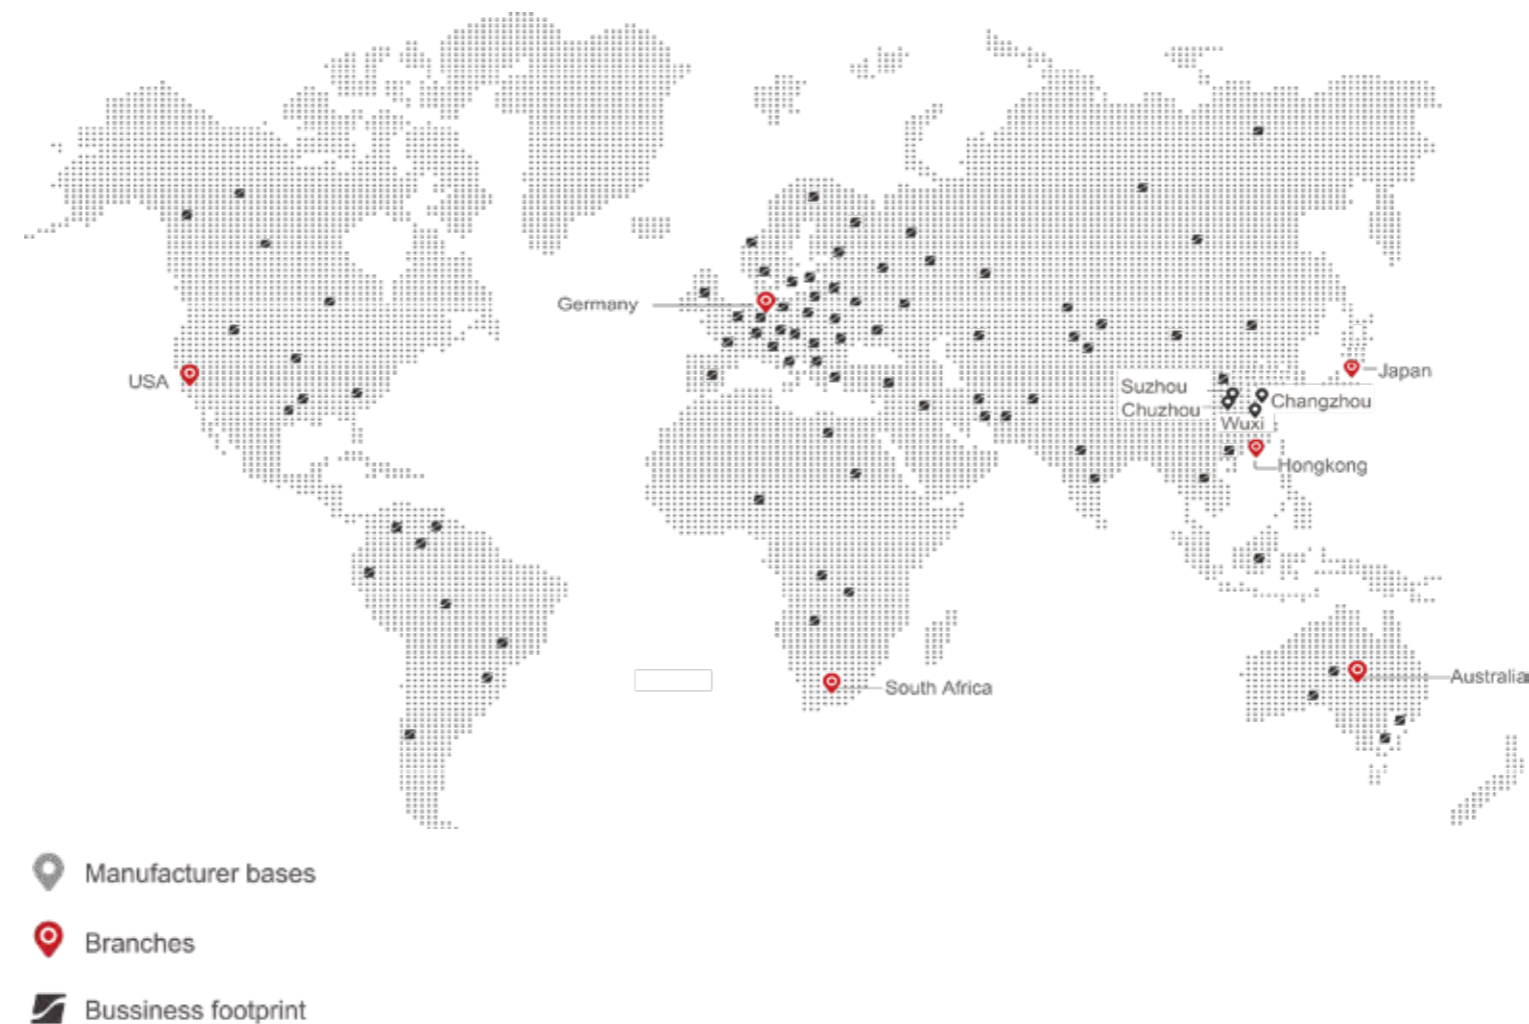 Germany
USA
Japan
Suzhou
Chuzhou
Changzhou
Wuxi
Hongkong
Australia
South Africa
Manufacturer bases
Branches
Bussiness footprint